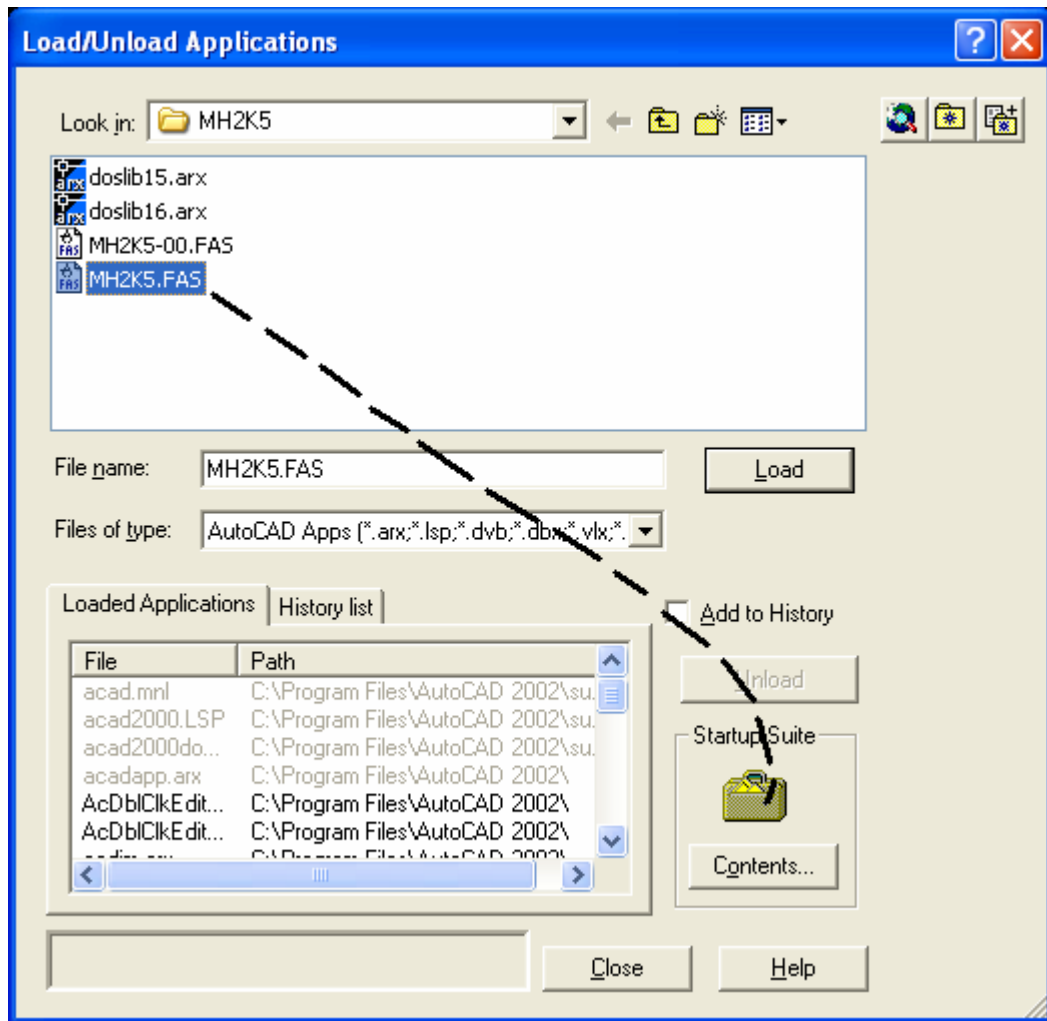 Load/Unload Applications
Look in: MH2K5
doslib15.arx
doslib16.arx
MH2K5-00.FAS
MH2K5.FAS
File name: MH2K5.FAS Load
Files of type: AutoCAD Apps (*.arx;*.lsp;*.dvb;*.dbx;*.vlx;*.
Loaded Applications History list Add to History
File Path
acad.mnl C:\Program Files\AutoCAD 2002\su. Unload
acad2000.LSP C:\Program Files\AutoCAD 2002\su.
acad2000do... C:\Program Files\AutoCAD 2002\su. Startup Suite
acadapp.arx C:\Program Files\AutoCAD 2002\
AcDblClkEdit... C:\Program Files\AutoCAD 2002\
AcDblClkEdit... C:\Program Files\AutoCAD 2002\
C:\Program Files\AutoCAD 2002\
Contents...
Close Help